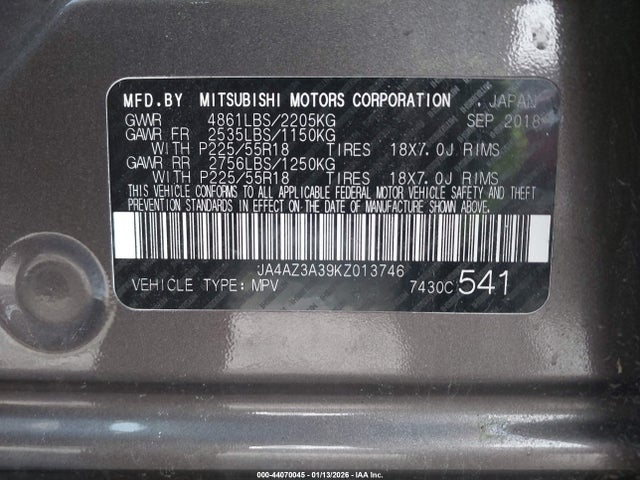 MFD.BY MITSUBISHI MOTORS CORPORATION , JAPAN
GVWR 4861LBS/2205KG SEP 2018
GAWR FR 2535LBS/1150KG
WITH P225/55R18 TIRES 18X7.0J RIMS
GAWR RR 2756LBS/1250KG
WITH P225/55R18 TIRES 18X7.0J RIMS
THIS VEHICLE CONFORMS TO ALL APPLICABLE FEDERAL MOTOR VEHICLE SAFETY AND THEFT
PREVENTION STANDARDS IN EFFECT ON THE DATE OF MANUFACTURE SHOWN ABOVE.
JA4AZ3A39KZ013746
VEHICLE TYPE: MPV 7430C 541
000-44070045 - 01/13/2026 - IAA Inc.